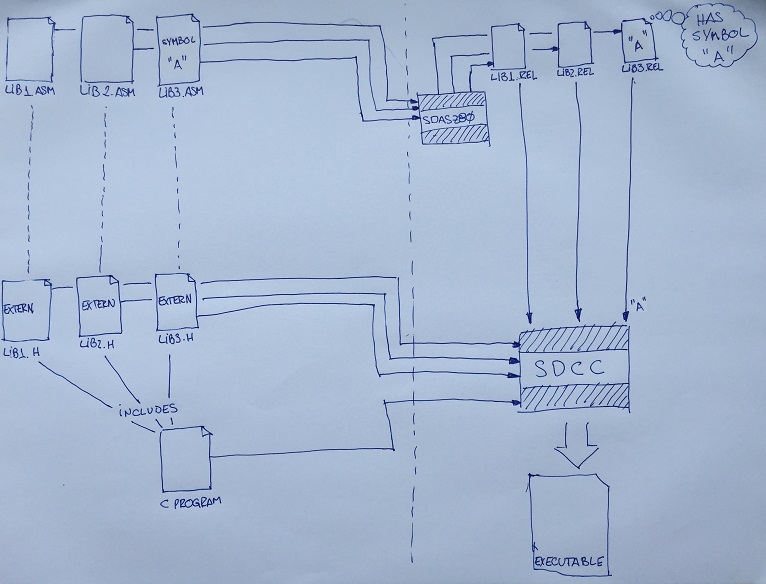 LIB1.ASM
LIB2.ASM
SYMBOL
"A"
LIB3.ASM
SDASZ80
LIB1.REL
LIB2.REL
"A"
LIB3.REL
HAS
SYMBOL
"A"
EXTERN
LIB1.H
EXTERN
LIB2.H
EXTERN
LIB3.H
INCLUDES
C PROGRAM
"A"
SDCC
EXECUTABLE